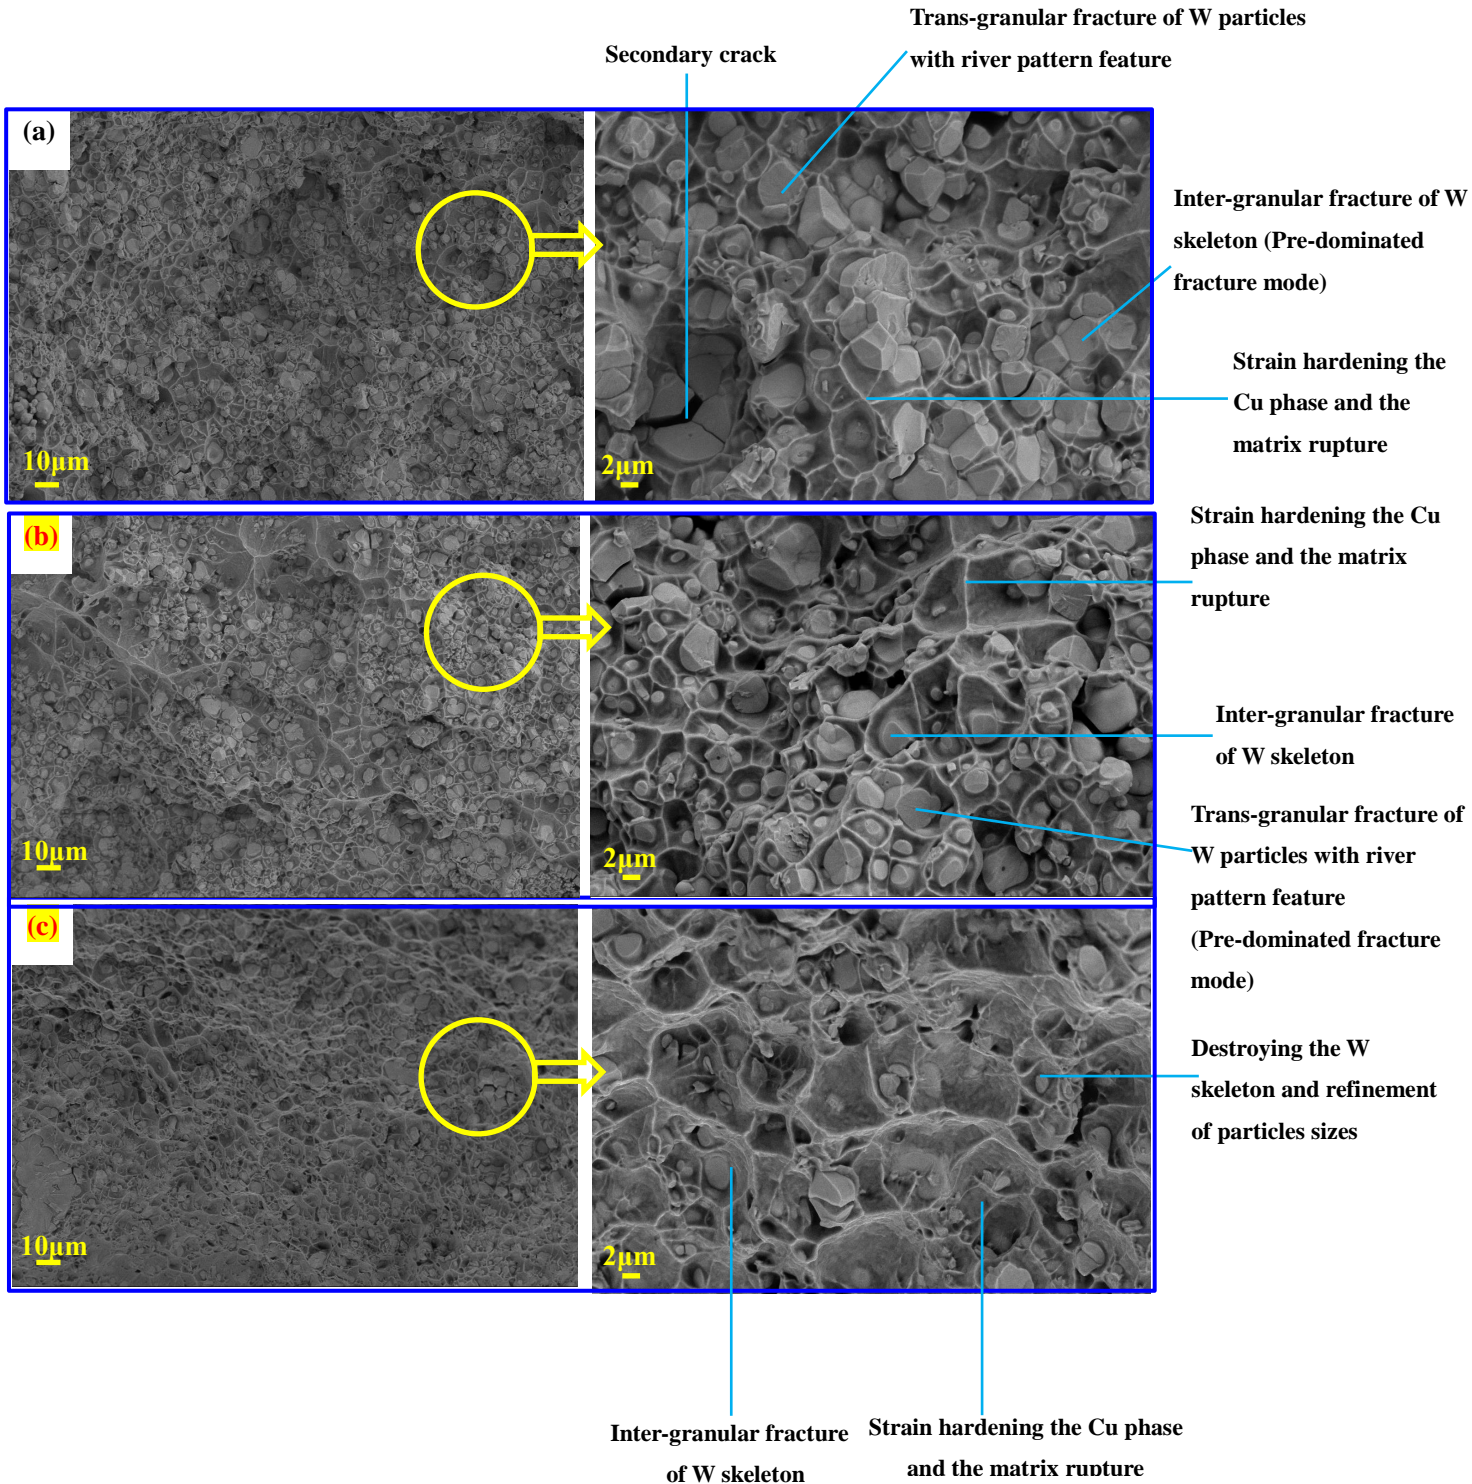 Trans-granular fracture of W particles
with river pattern feature
Secondary crack
(a)
Inter-granular fracture of W
skeleton (Pre-dominated
fracture mode)
Strain hardening the
Cu phase and the
matrix rupture
10μm
2μm
(b)
Strain hardening the Cu
phase and the matrix
rupture
Inter-granular fracture
of W skeleton
Trans-granular fracture of
W particles with river
pattern feature
(Pre-dominated fracture
mode)
10μm
2μm
(c)
Destroying the W
skeleton and refinement
of particles sizes
10μm
2μm
Inter-granular fracture
of W skeleton
Strain hardening the Cu phase
and the matrix rupture